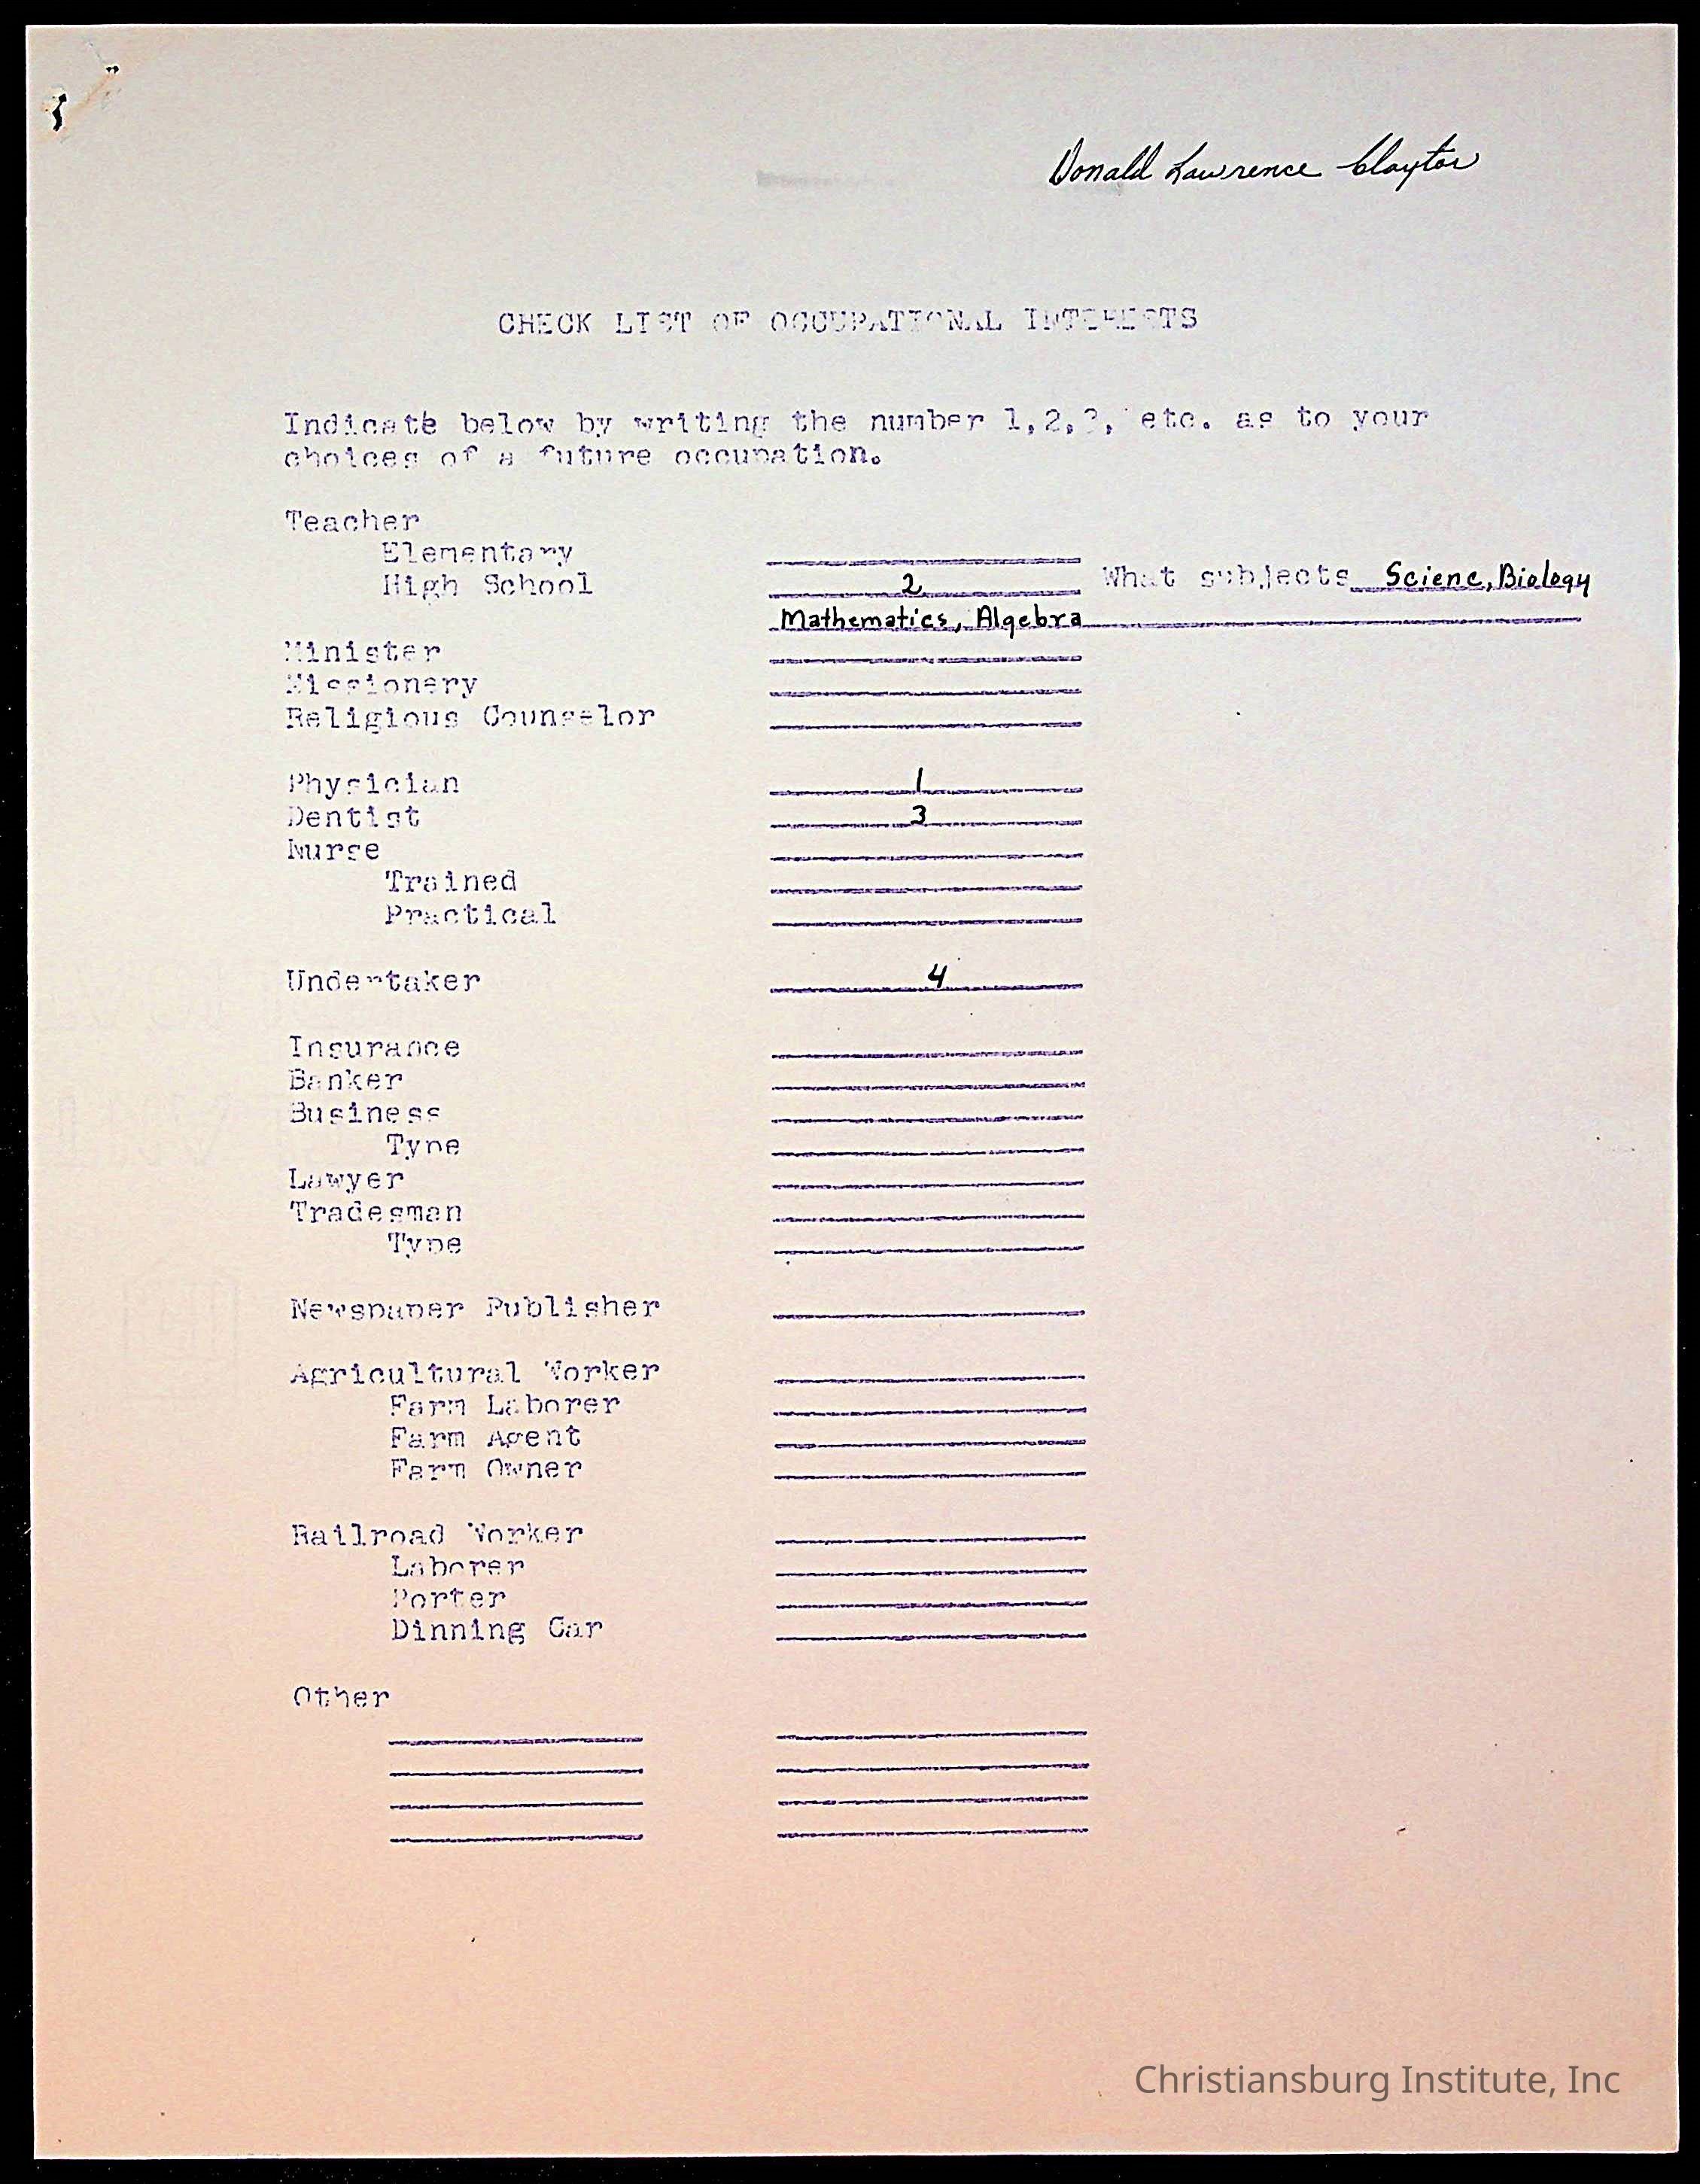 Donald Lawrence Claytor
CHECK LIST OF OCCUPATIONAL INTERESTS
Indicate below by writing the number 1,2,3, etc. as to your
choices of a future occupation.
Teacher
Elementary
High School 2 What subjects Scienc, Biology
Mathematics, Algebra
Minister
Missionary
Religious Counselor
Physician 1
Dentist 3
Nurse
Trained
Practical
Undertaker 4
Insurance
Banker
Business
Type
Lawyer
Tradesman
Type
Newspaper Publisher
Agricultural Worker
Farm Laborer
Farm Agent
Farm Owner
Railroad Worker
Laborer
Porter
Dinning Car
Other
Christiansburg Institute, Inc